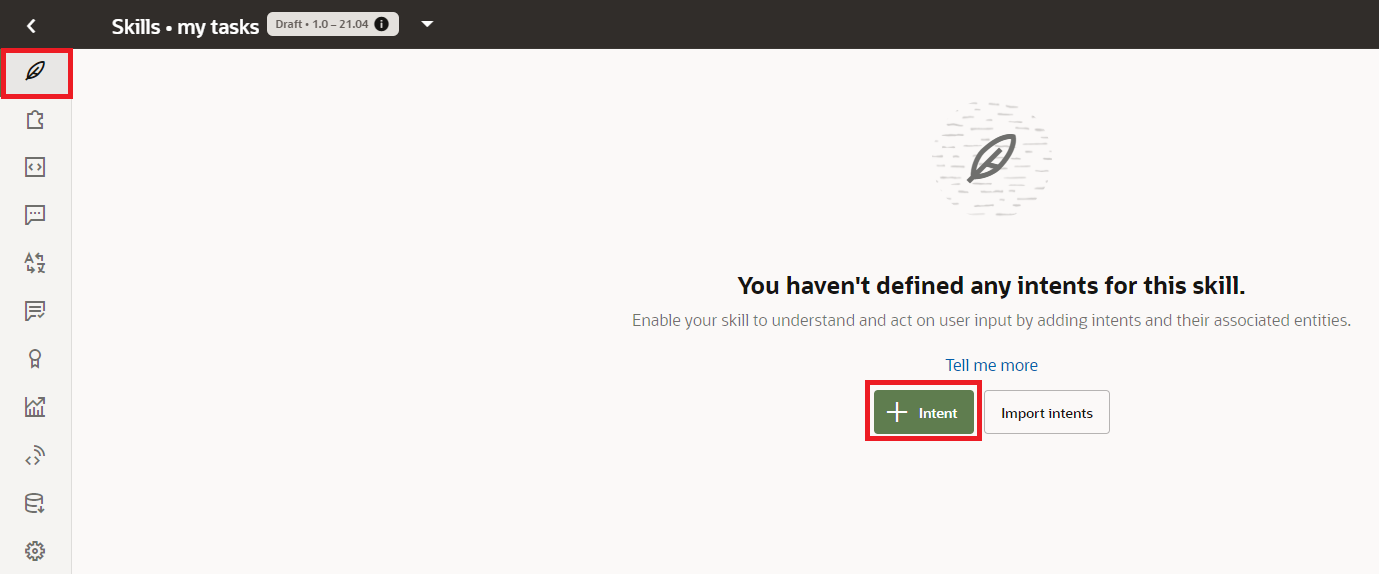 Skills • my tasks Draft • 1.0 – 21.04
You haven't defined any intents for this skill.
Enable your skill to understand and act on user input by adding intents and their associated entities.
Tell me more
Intent Import intents